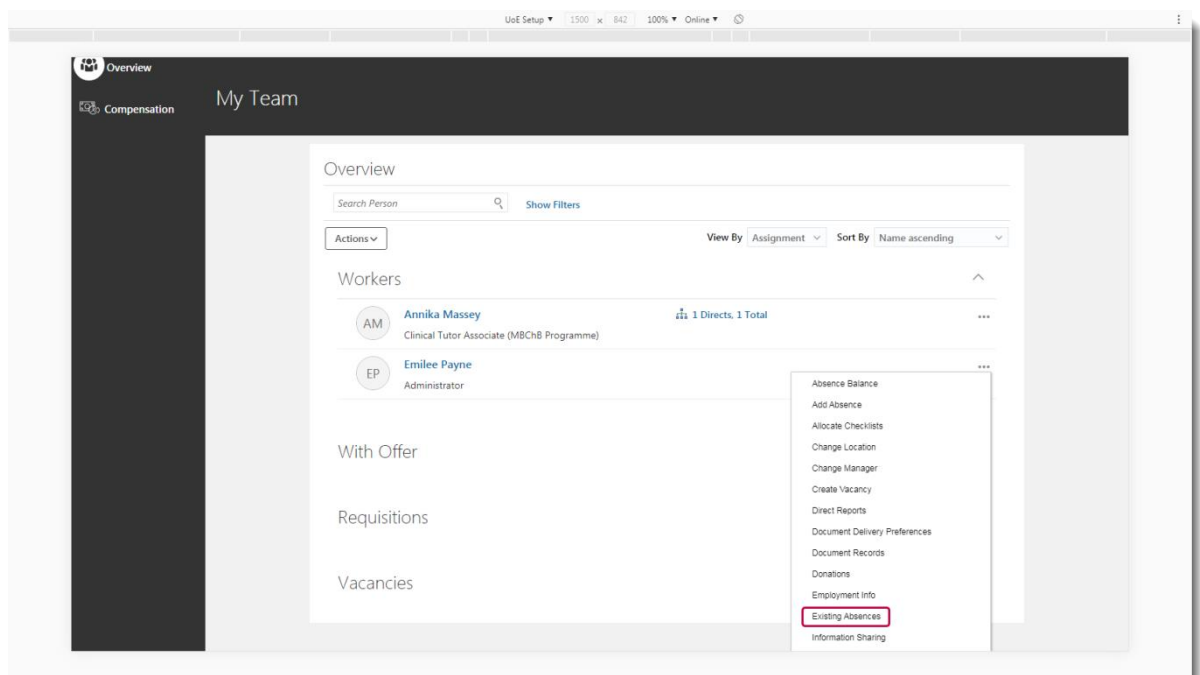 UoE Setup ▼ 1500 x 842 100% ▼ Online ▼
Overview
Compensation
My Team
Overview
Search Person Show Filters
Actions View By Assignment Sort By Name ascending
Workers
AM Annika Massey 1 Directs, 1 Total ...
Clinical Tutor Associate (MBChB Programme)
EP Emilee Payne ...
Administrator
Absence Balance
Add Absence
Allocate Checklists
With Offer
Change Location
Change Manager
Create Vacancy
Requisitions
Direct Reports
Document Delivery Preferences
Document Records
Vacancies
Donations
Employment Info
Existing Absences
Information Sharing